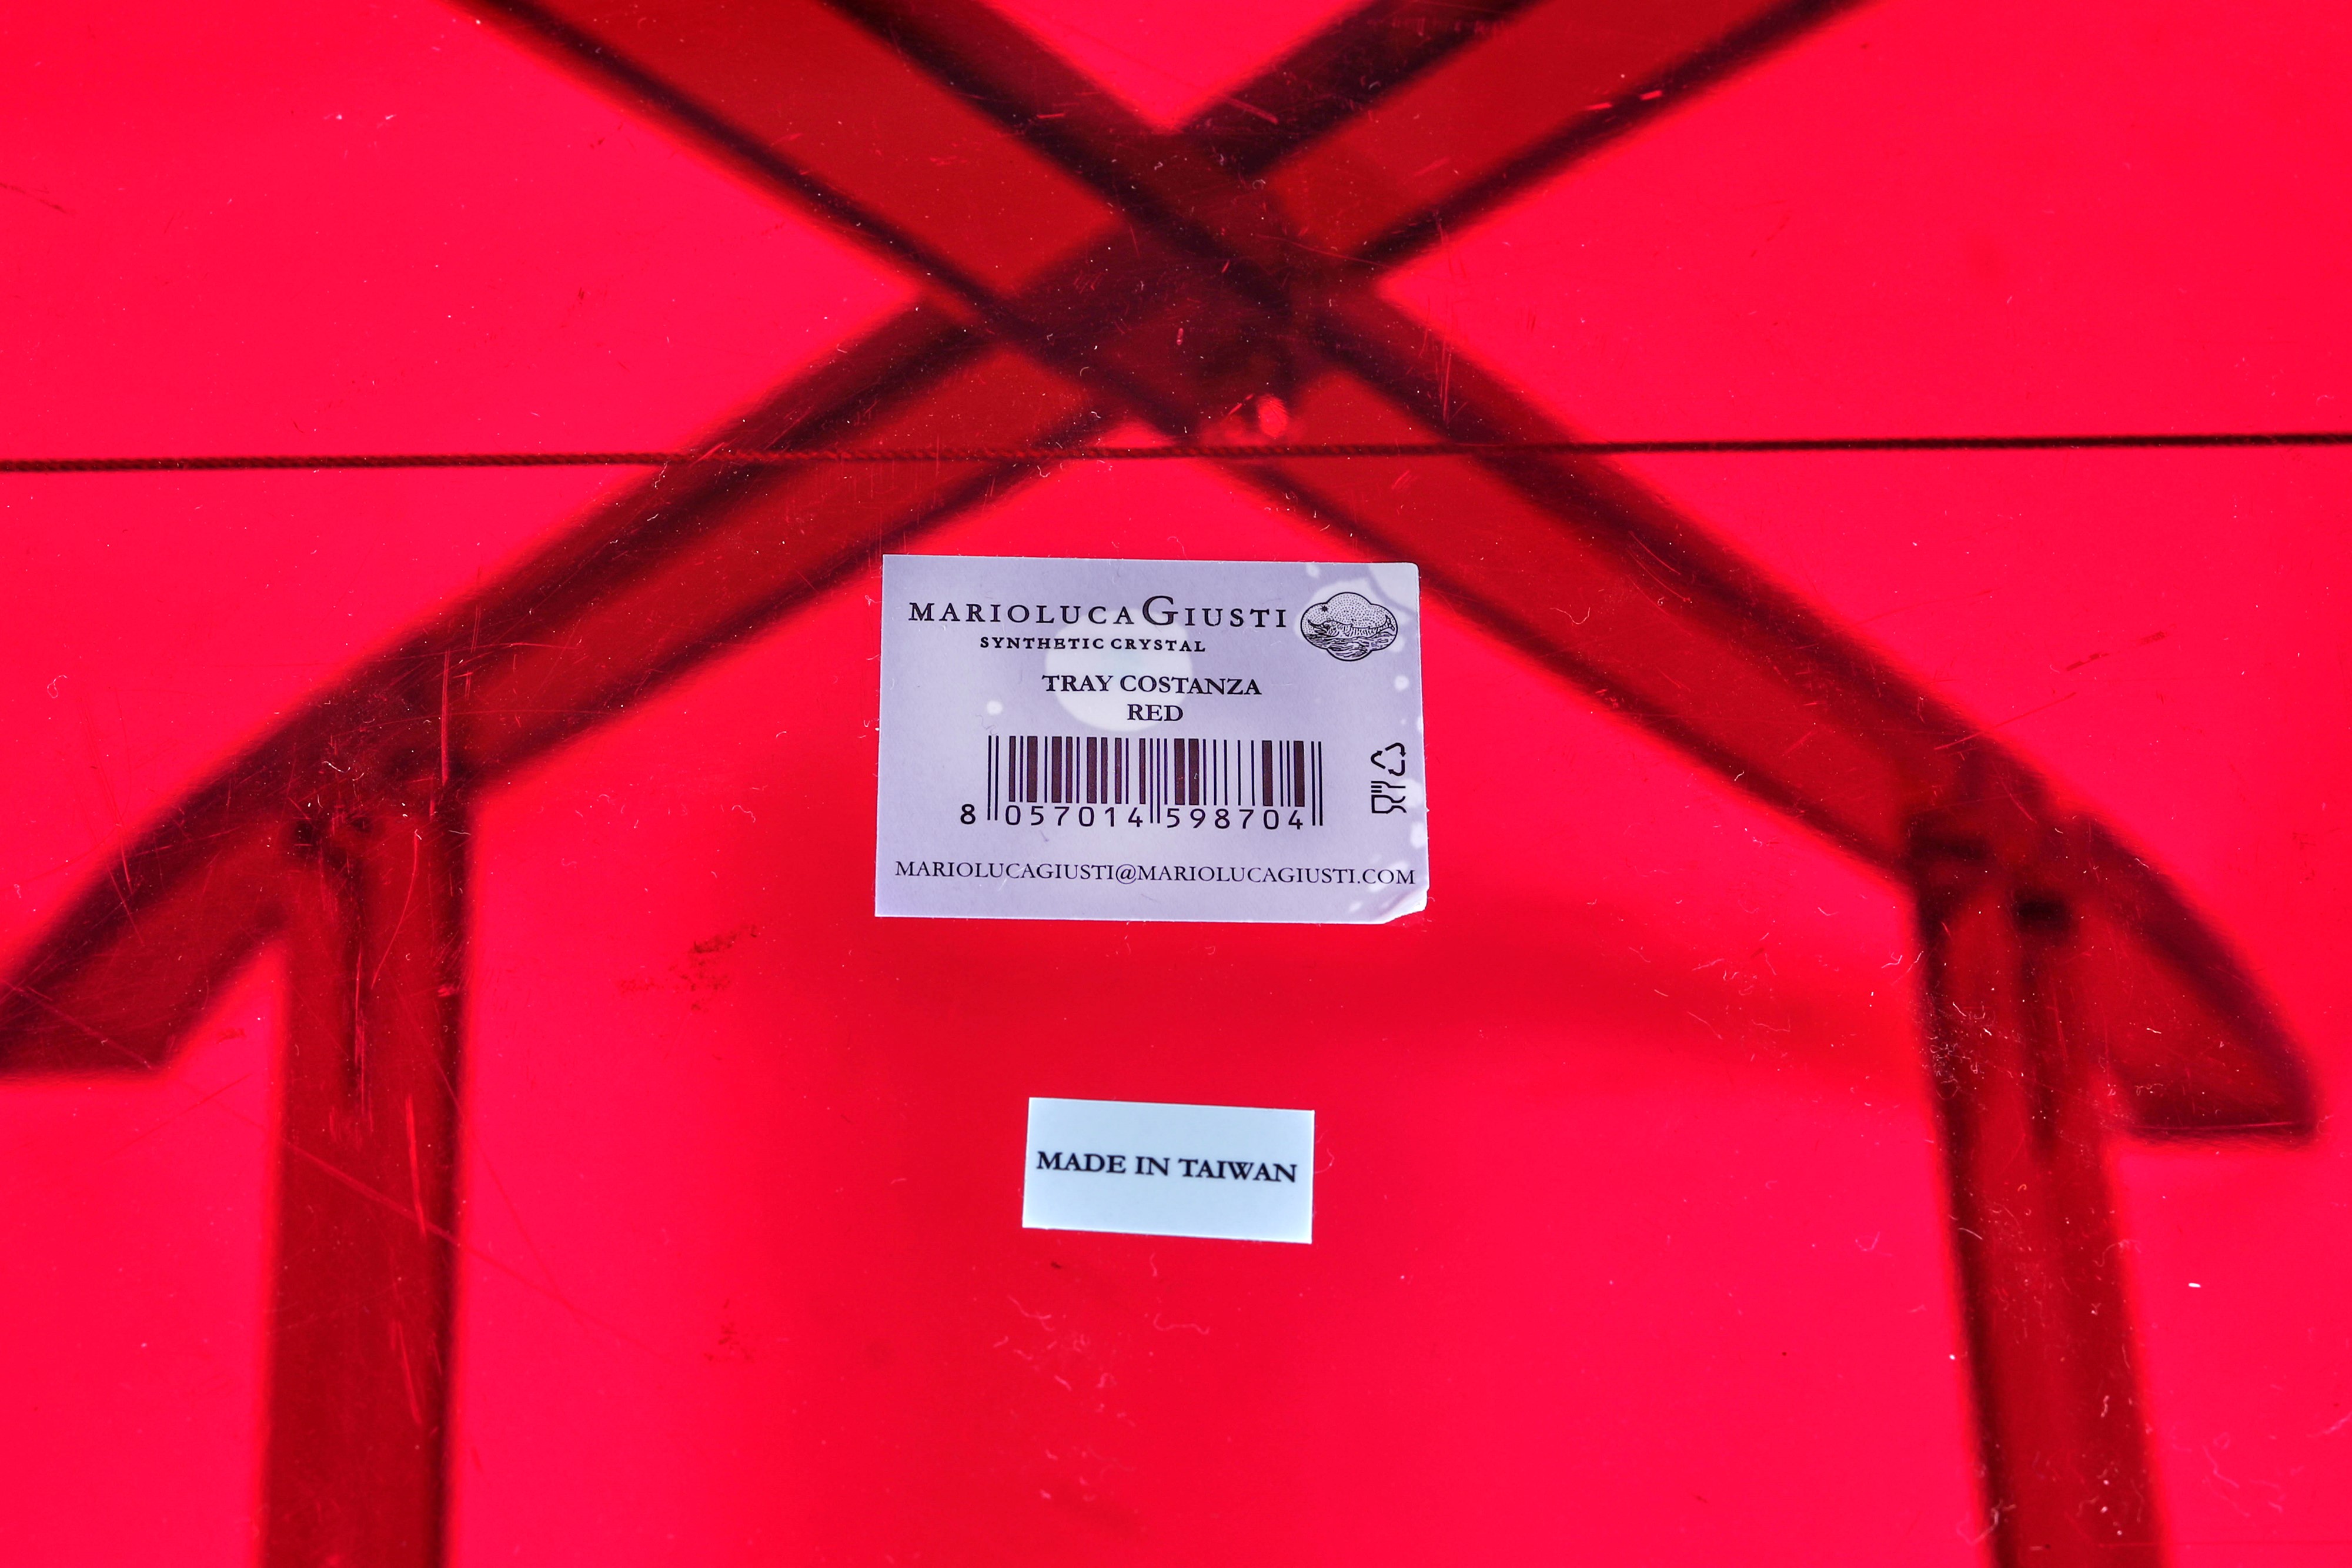 MARIOLUCAGIUSTI
SYNTHETIC CRYSTAL
TRAY COSTANZA
RED
8 057014 598704
MARIOLUCAGIUSTI@MARIOLUCAGIUSTI.COM
MADE IN TAIWAN